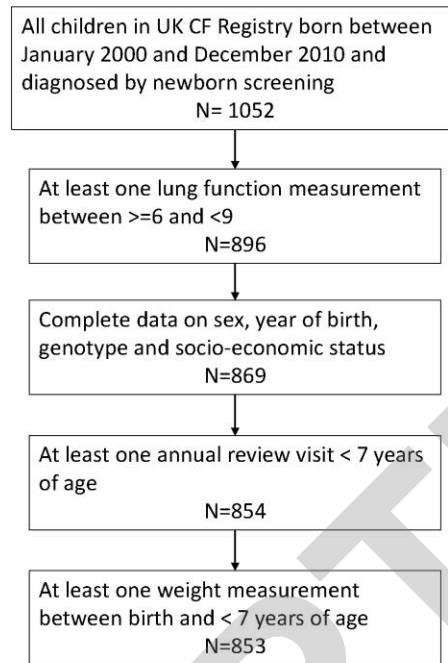 All children in UK CF Registry born between
January 2000 and December 2010 and
diagnosed by newborn screening
N= 1052
At least one lung function measurement
between >=6 and <9
N=896
Complete data on sex, year of birth,
genotype and socio-economic status
N=869
At least one annual review visit < 7 years
of age
N=854
At least one weight measurement
between birth and < 7 years of age
N=853